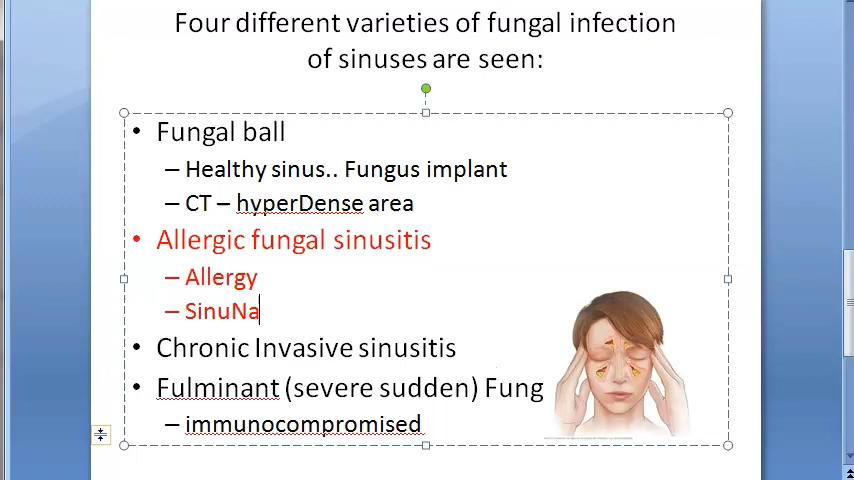 Four different varieties of fungal infection
of sinuses are seen:
• Fungal ball
– Healthy sinus.. Fungus implant
– CT – hyperDense area
• Allergic fungal sinusitis
– Allergy
– SinuNa
• Chronic Invasive sinusitis
• Fulminant (severe sudden) Fung
– immunocompromised